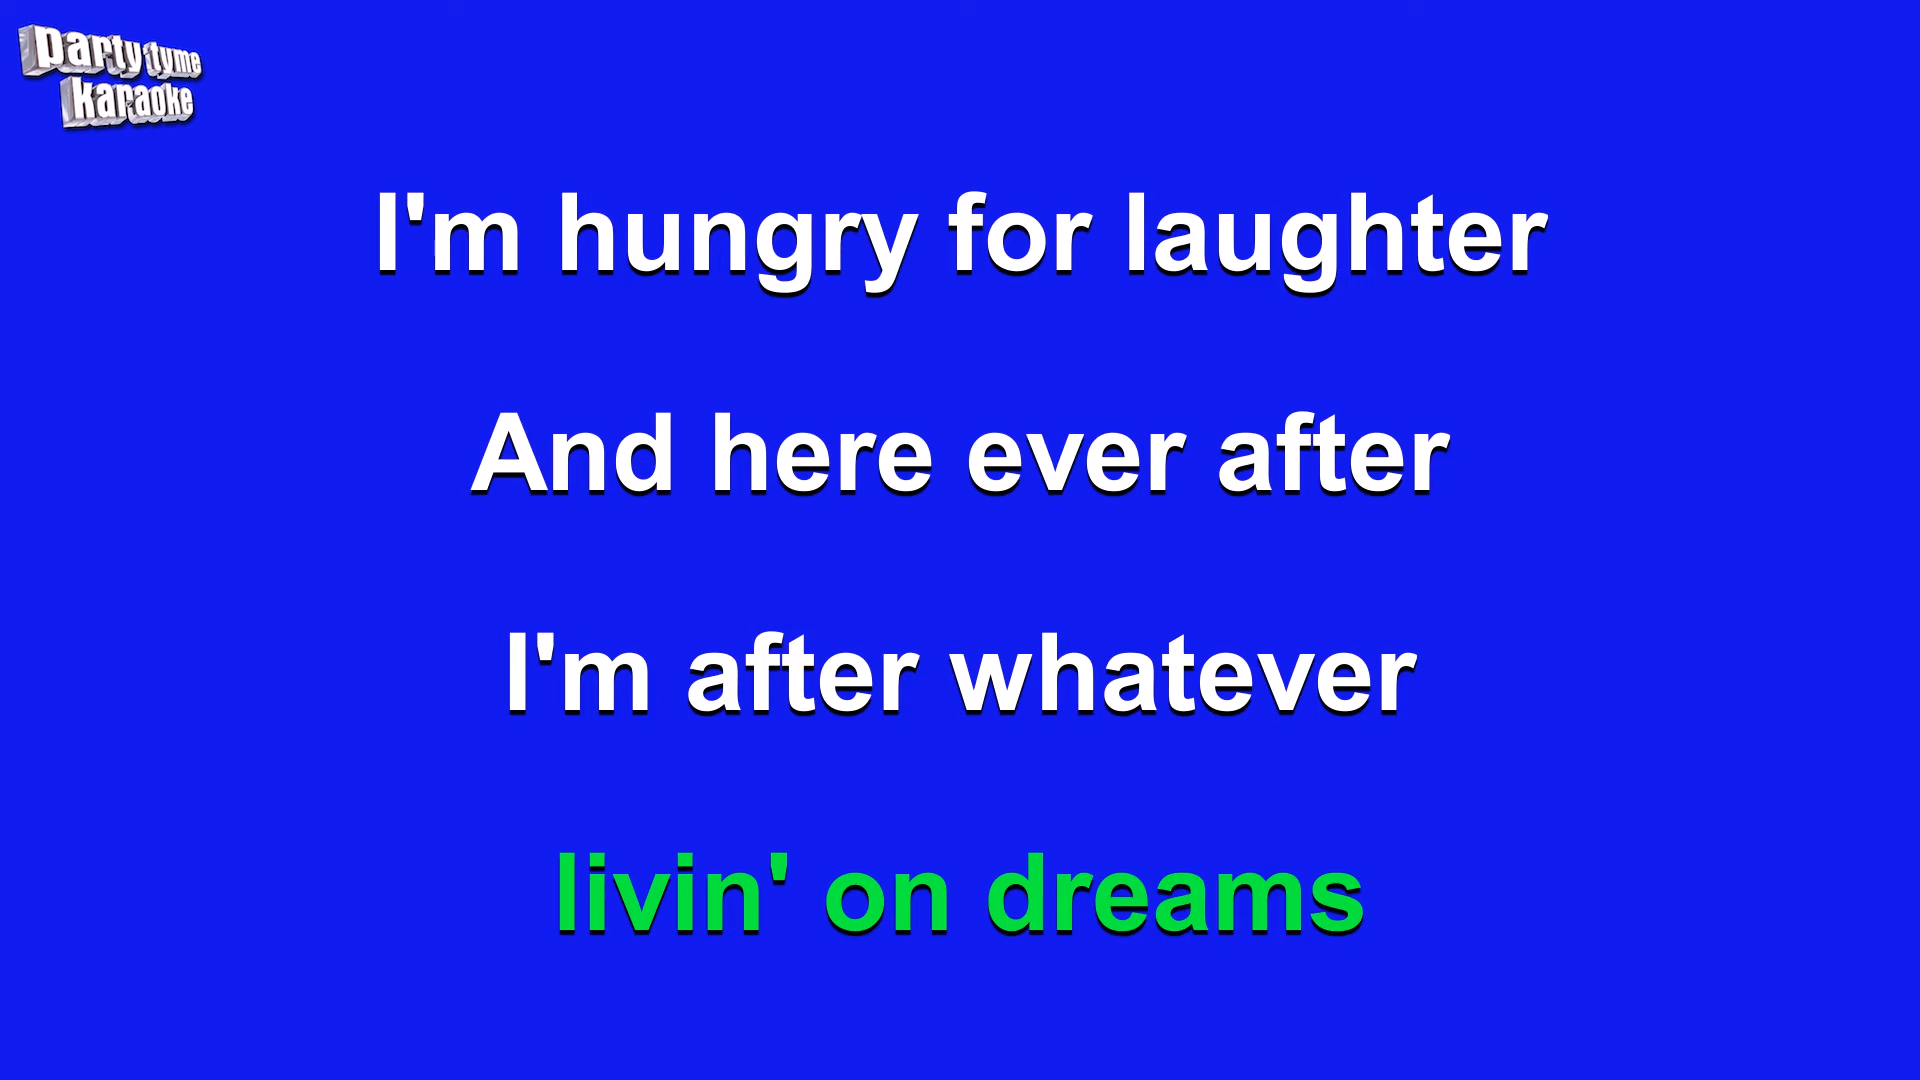 party tyme
karaoke
I'm hungry for laughter
And here ever after
I'm after whatever
livin' on dreams